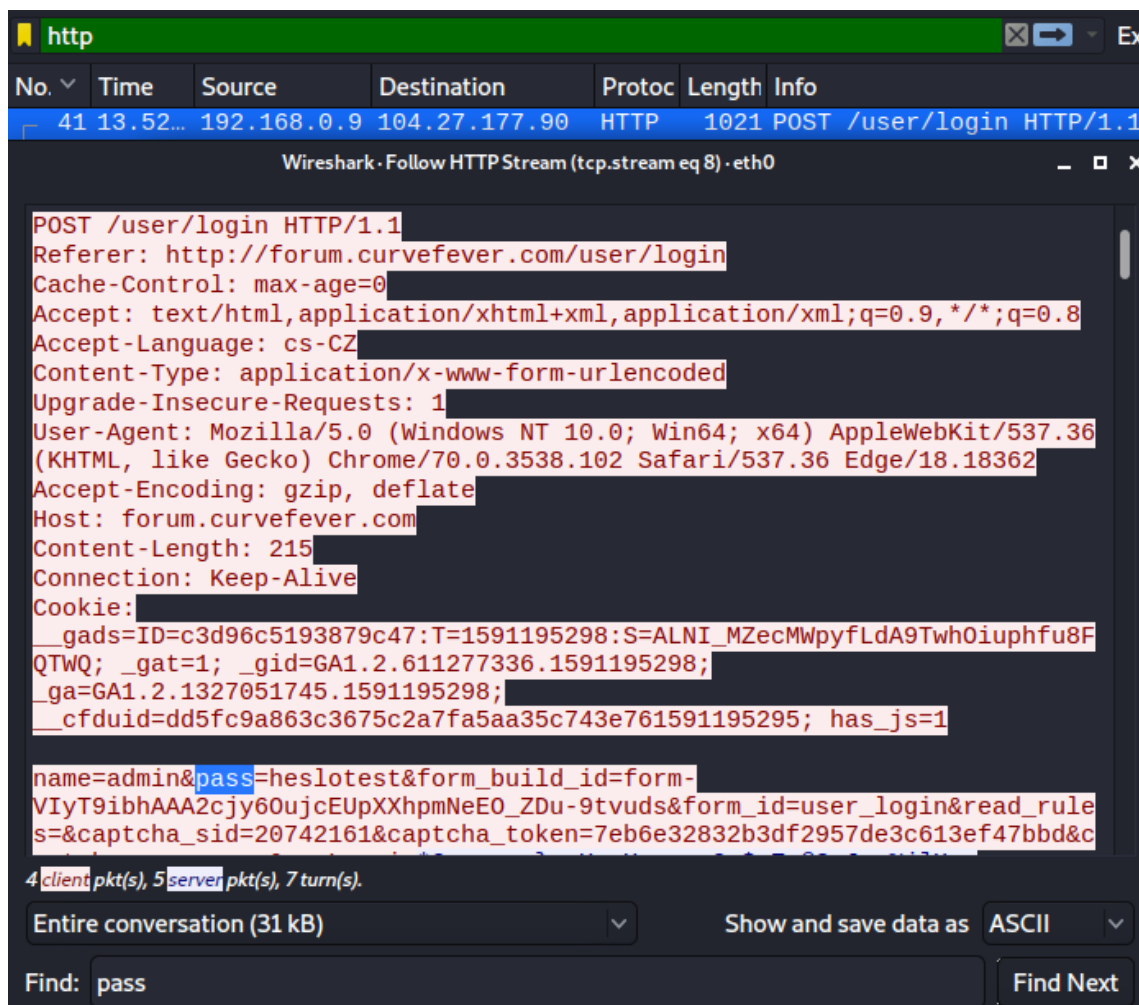 http Ex
No. Time Source Destination Protoc Length Info
41 13.52… 192.168.0.9 104.27.177.90 HTTP 1021 POST /user/login HTTP/1.1
Wireshark · Follow HTTP Stream (tcp.stream eq 8) · eth0
POST /user/login HTTP/1.1
Referer: http://forum.curvefever.com/user/login
Cache-Control: max-age=0
Accept: text/html,application/xhtml+xml,application/xml;q=0.9,*/*;q=0.8
Accept-Language: cs-CZ
Content-Type: application/x-www-form-urlencoded
Upgrade-Insecure-Requests: 1
User-Agent: Mozilla/5.0 (Windows NT 10.0; Win64; x64) AppleWebKit/537.36
(KHTML, like Gecko) Chrome/70.0.3538.102 Safari/537.36 Edge/18.18362
Accept-Encoding: gzip, deflate
Host: forum.curvefever.com
Content-Length: 215
Connection: Keep-Alive
Cookie:
__gads=ID=c3d96c5193879c47:T=1591195298:S=ALNI_MZecMWpyfLdA9TwhOiuphfu8F
QTWQ; _gat=1; _gid=GA1.2.611277336.1591195298;
_ga=GA1.2.1327051745.1591195298;
__cfduid=dd5fc9a863c3675c2a7fa5aa35c743e761591195295; has_js=1
name=admin&pass=heslotest&form_build_id=form-
VIyT9ibhAAA2cjy6OujcEUpXXhpmNeEO_ZDu-9tvuds&form_id=user_login&read_rule
s=&captcha_sid=20742161&captcha_token=7eb6e32832b3df2957de3c613ef47bbd&c
4 client pkt(s), 5 server pkt(s), 7 turn(s).
Entire conversation (31 kB) Show and save data as ASCII
Find: pass Find Next